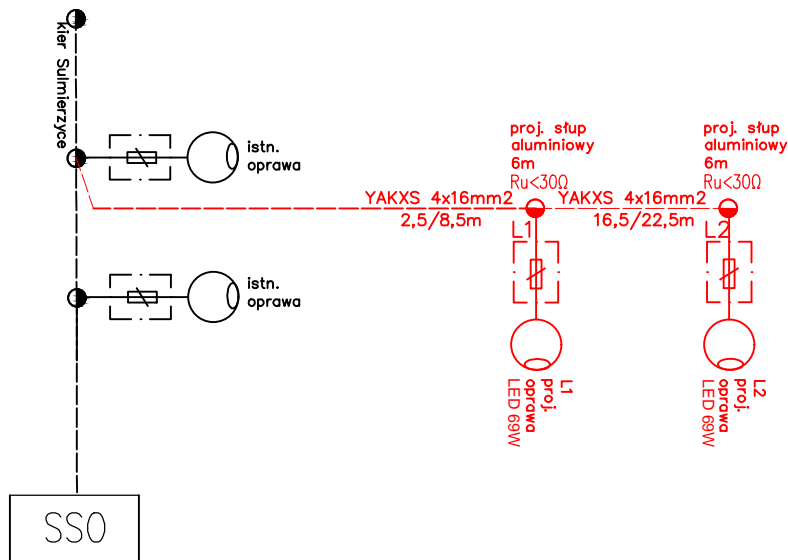 kier Sulmierzyce
istn.
oprawa
proj. słup
aluminiowy
6m
Ru<30Ω
proj. słup
aluminiowy
6m
Ru<30Ω
YAKXS 4x16mm2
2,5/8,5m
YAKXS 4x16mm2
16,5/22,5m
L1
L2
istn.
oprawa
L1
proj.
oprawa
LED 69W
L2
proj.
oprawa
LED 69W
SSO